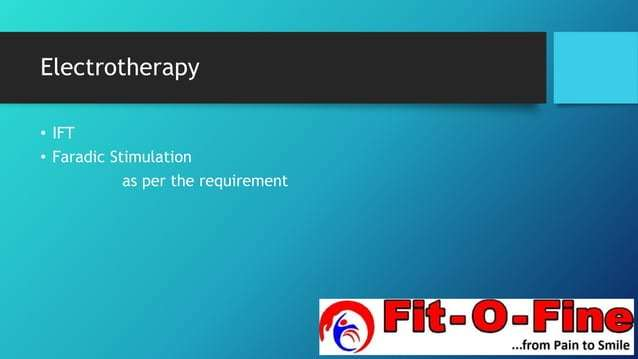 Electrotherapy
• IFT
• Faradic Stimulation
as per the requirement
Fit-O-Fine
...from Pain to Smile